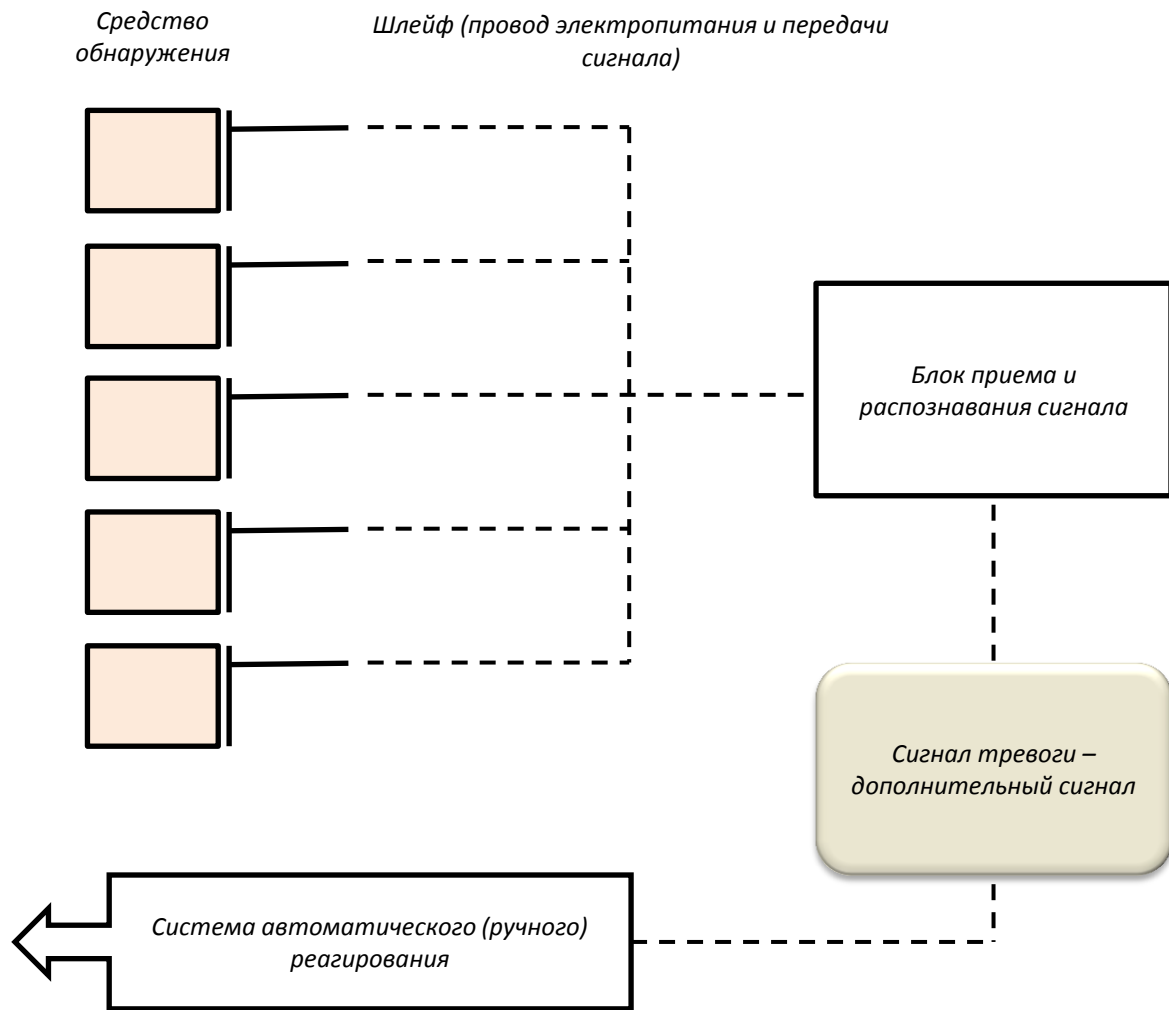 Средство
обнаружения
Шлейф (провод электропитания и передачи
сигнала)
Блок приема и
распознавания сигнала
Сигнал тревоги –
дополнительный сигнал
Система автоматического (ручного)
реагирования